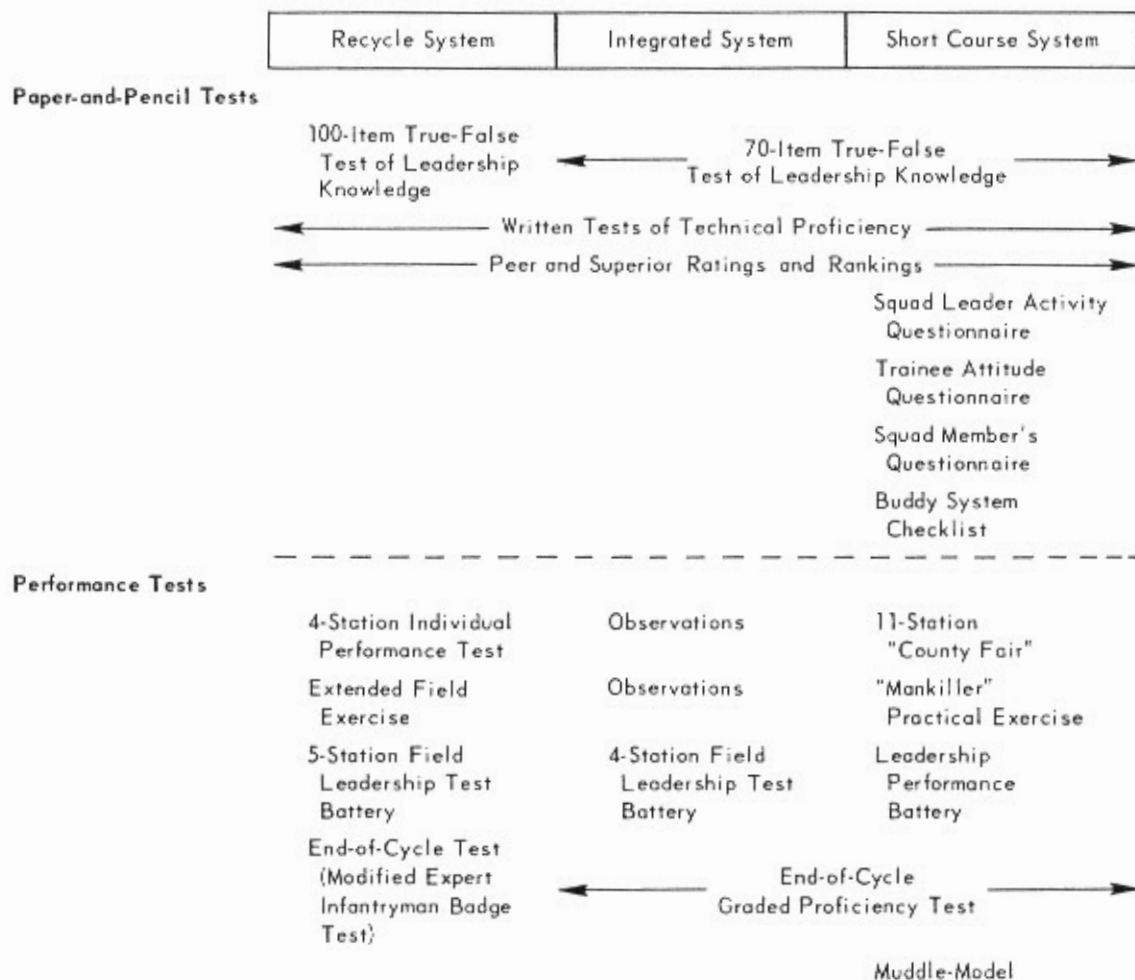 Recycle System Integrated System Short Course System
Paper-and-Pencil Tests
100-Item True-False
Test of Leadership
Knowledge
70-Item True-False
Test of Leadership Knowledge
Written Tests of Technical Proficiency
Peer and Superior Ratings and Rankings
Squad Leader Activity
Questionnaire
Trainee Attitude
Questionnaire
Squad Member's
Questionnaire
Buddy System
Checklist
Performance Tests
4-Station Individual
Performance Test
Observations
11-Station
"County Fair"
Extended Field
Exercise
Observations
"Mankiller"
Practical Exercise
5-Station Field
Leadership Test
Battery
4-Station Field
Leadership Test
Battery
Leadership
Performance
Battery
End-of-Cycle Test
(Modified Expert
Infantryman Badge
Test)
End-of-Cycle
Graded Proficiency Test
Muddle-Model